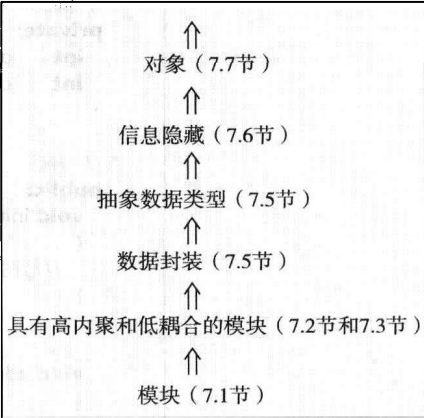 对象（7.7节）
信息隐藏（7.6节）
抽象数据类型（7.5节）
数据封装（7.5节）
具有高内聚和低耦合的模块（7.2节和7.3节）
模块（7.1节）